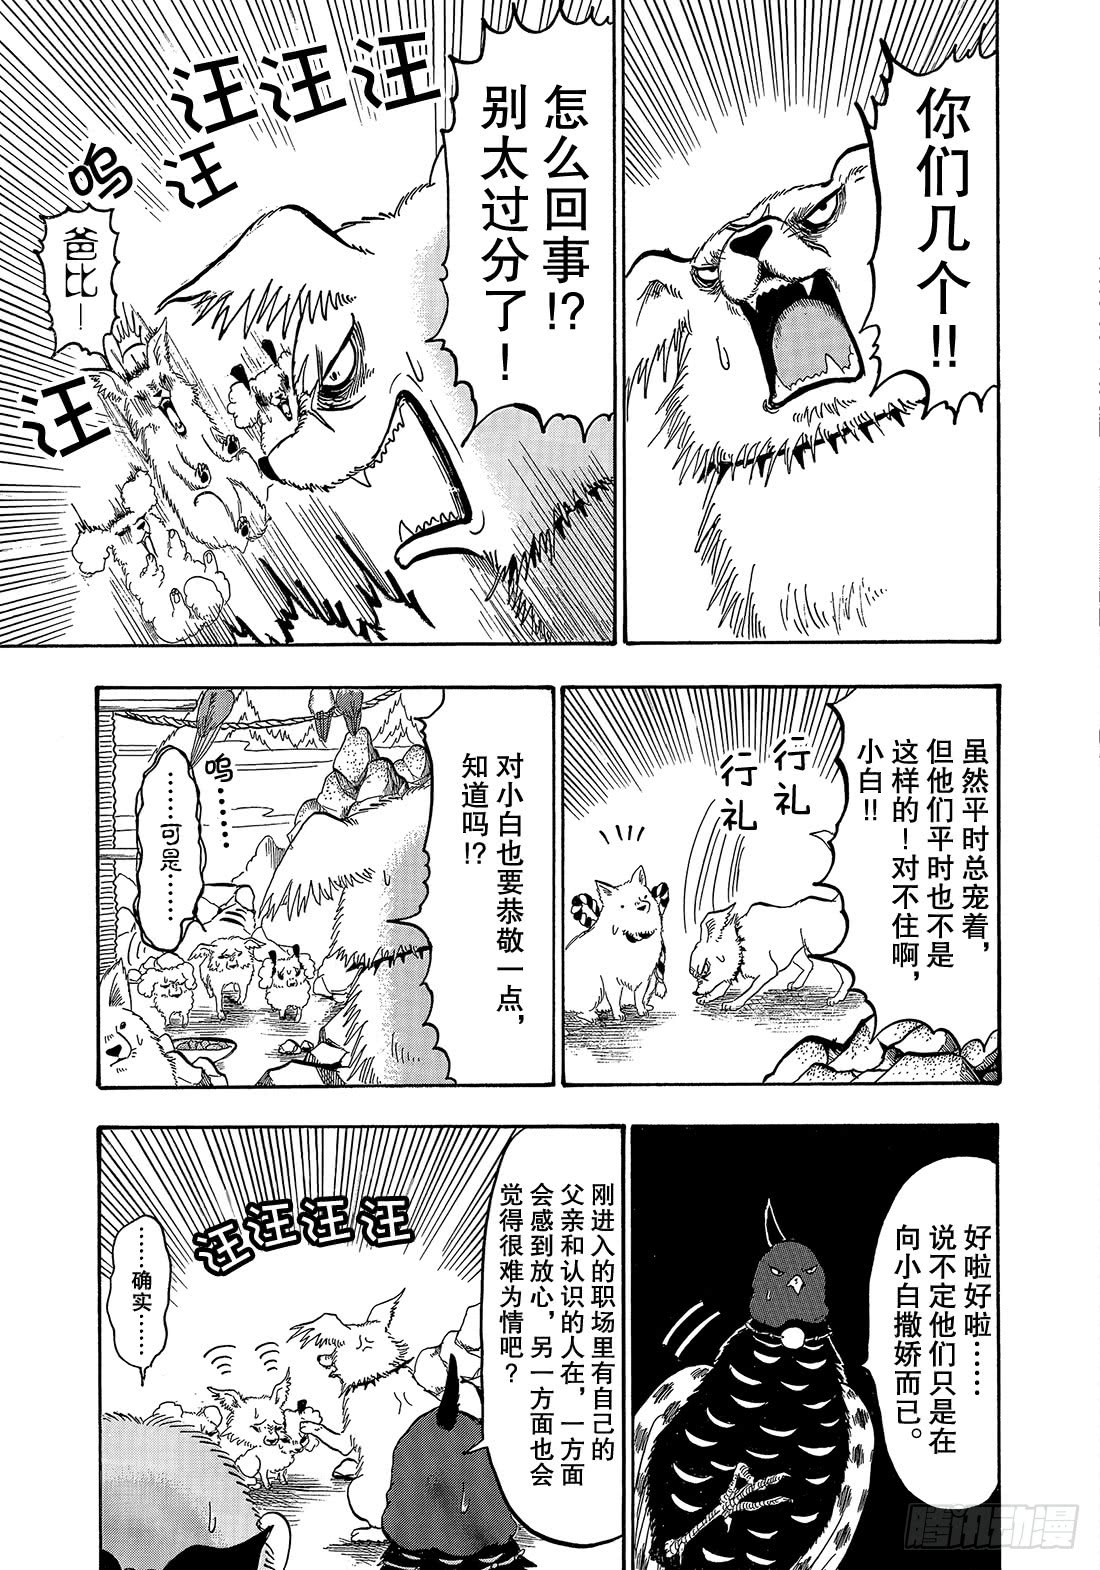 你们几个!!
怎么回事!?
别太过分了!
汪汪汪
汪
呜
爸比—
汪
虽然平时总宠着，
但他们平时也不是
这样的！对不住啊，
小白!!
行礼
行礼
对小白也要恭敬一点，
知道吗!?
呜……
……可是……
好啦好啦……
说不定他们只是在
向小白撒娇而已。
刚进入的职场里有自己的
父亲和认识的人在，一方面
会感到放心，另一方面也会
觉得很难为情吧？
汪汪汪汪
……确实……
腾讯动漫